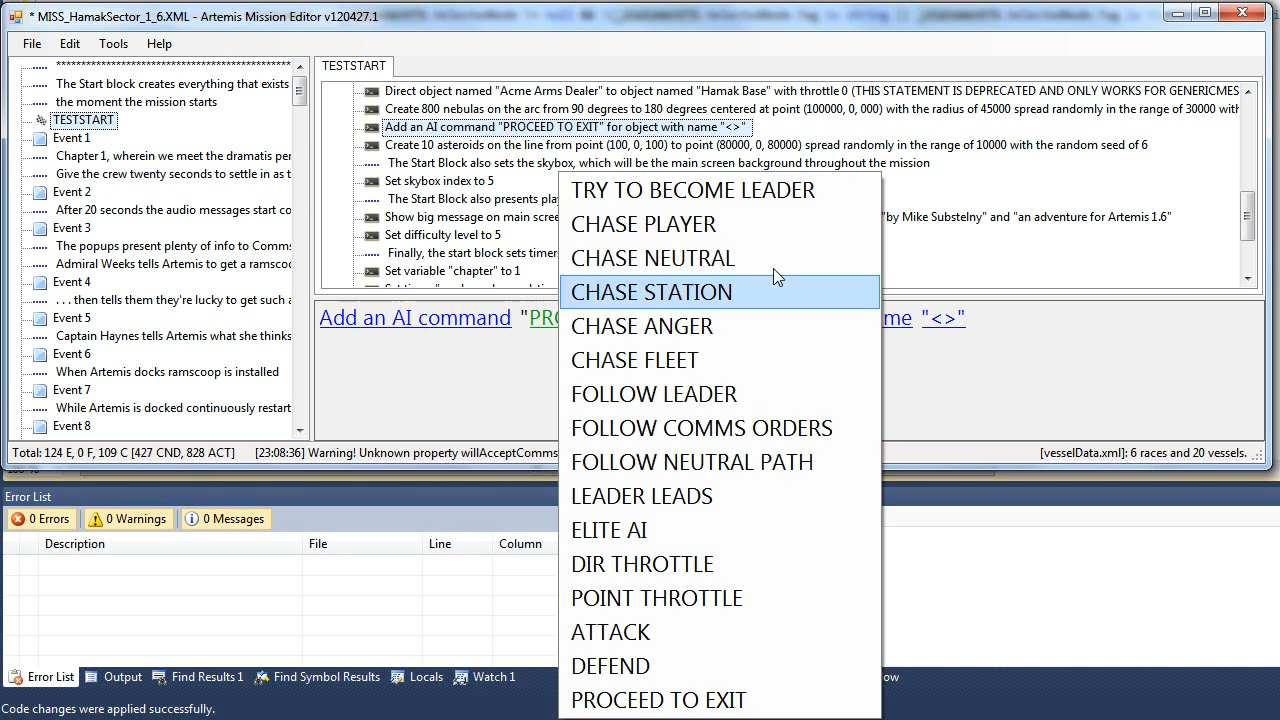 * MISS_HamakSector_1_6.XML - Artemis Mission Editor v120427.1
File Edit Tools Help
****************************************
The Start block creates everything that exists
the moment the mission starts
TESTSTART
Event 1
Chapter 1, wherein we meet the dramatis per
Give the crew twenty seconds to settle in as t
Event 2
After 20 seconds the audio messages start co
Event 3
The popups present plenty of info to Comms
Admiral Weeks tells Artemis to get a ramscoo
Event 4
. . . then tells them they're lucky to get such a
Event 5
Captain Haynes tells Artemis what she thinks
Event 6
When Artemis docks ramscoop is installed
Event 7
While Artemis is docked continuously restart
Event 8
TESTSTART
Direct object named "Acme Arms Dealer" to object named "Hamak Base" with throttle 0 (THIS STATEMENT IS DEPRECATED AND ONLY WORKS FOR GENERICMES
Create 800 nebulas on the arc from 90 degrees to 180 degrees centered at point (100000, 0, 000) with the radius of 45000 spread randomly in the range of 30000 with
Add an AI command "PROCEED TO EXIT" for object with name "<>"
Create 10 asteroids on the line from point (100, 0, 100) to point (80000, 0, 80000) spread randomly in the range of 10000 with the random seed of 6
The Start Block also sets the skybox, which will be the main screen background throughout the mission
Set skybox index to 5
The Start Block also presents play
Show big message on main scree "by Mike Substelny" and "an adventure for Artemis 1.6"
Set difficulty level to 5
Finally, the start block sets timer
Set variable "chapter" to 1
Add an AI command "PRO me "<>"
TRY TO BECOME LEADER
CHASE PLAYER
CHASE NEUTRAL
CHASE STATION
CHASE ANGER
CHASE FLEET
FOLLOW LEADER
FOLLOW COMMS ORDERS
FOLLOW NEUTRAL PATH
LEADER LEADS
ELITE AI
DIR THROTTLE
POINT THROTTLE
ATTACK
DEFEND
PROCEED TO EXIT
Total: 124 E, 0 F, 109 C [427 CND, 828 ACT] [23:08:36] Warning! Unknown property willAcceptComms [vesselData.xml]: 6 races and 20 vessels.
Error List
0 Errors 0 Warnings 0 Messages
Description File Line Column
Error List Output Find Results 1 Find Symbol Results Locals Watch 1 ow
Code changes were applied successfully.